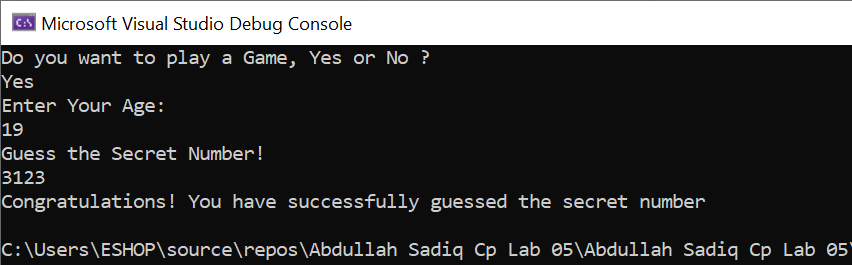 Microsoft Visual Studio Debug Console
Do you want to play a Game, Yes or No ?
Yes
Enter Your Age:
19
Guess the Secret Number!
3123
Congratulations! You have successfully guessed the secret number
C:\Users\ESHOP\source\repos\Abdullah Sadiq Cp Lab 05\Abdullah Sadiq Cp Lab 05\